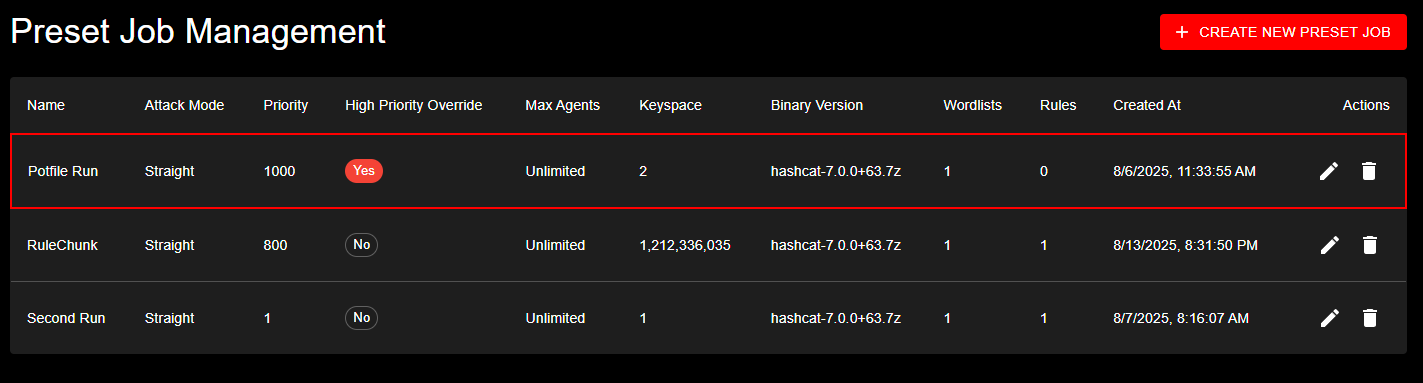 Preset Job Management
+ CREATE NEW PRESET JOB
Name Attack Mode Priority High Priority Override Max Agents Keyspace Binary Version Wordlists Rules Created At Actions
Potfile Run Straight 1000 Yes Unlimited 2 hashcat-7.0.0+63.7z 1 0 8/6/2025, 11:33:55 AM
RuleChunk Straight 800 No Unlimited 1,212,336,035 hashcat-7.0.0+63.7z 1 1 8/13/2025, 8:31:50 PM
Second Run Straight 1 No Unlimited 1 hashcat-7.0.0+63.7z 1 1 8/7/2025, 8:16:07 AM